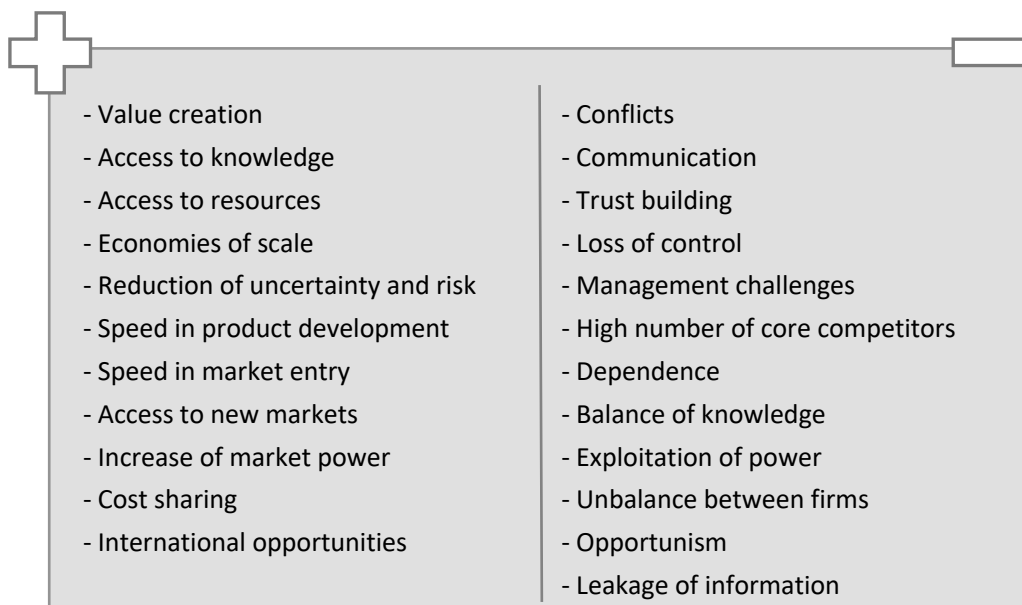 - Value creation
- Access to knowledge
- Access to resources
- Economies of scale
- Reduction of uncertainty and risk
- Speed in product development
- Speed in market entry
- Access to new markets
- Increase of market power
- Cost sharing
- International opportunities
- Conflicts
- Communication
- Trust building
- Loss of control
- Management challenges
- High number of core competitors
- Dependence
- Balance of knowledge
- Exploitation of power
- Unbalance between firms
- Opportunism
- Leakage of information